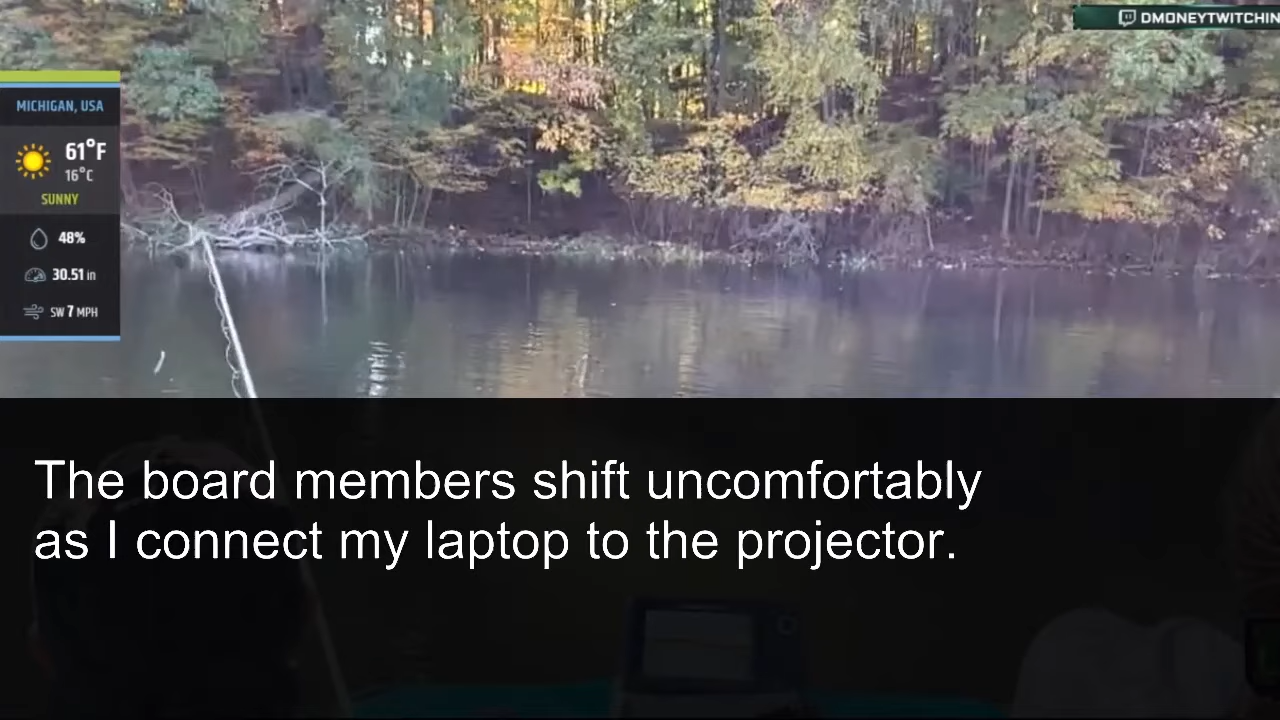 DMONEYTWITCHIN
MICHIGAN, USA
61°F
16°C
SUNNY
48%
30.51 in
SW 7 MPH
The board members shift uncomfortably
as I connect my laptop to the projector.